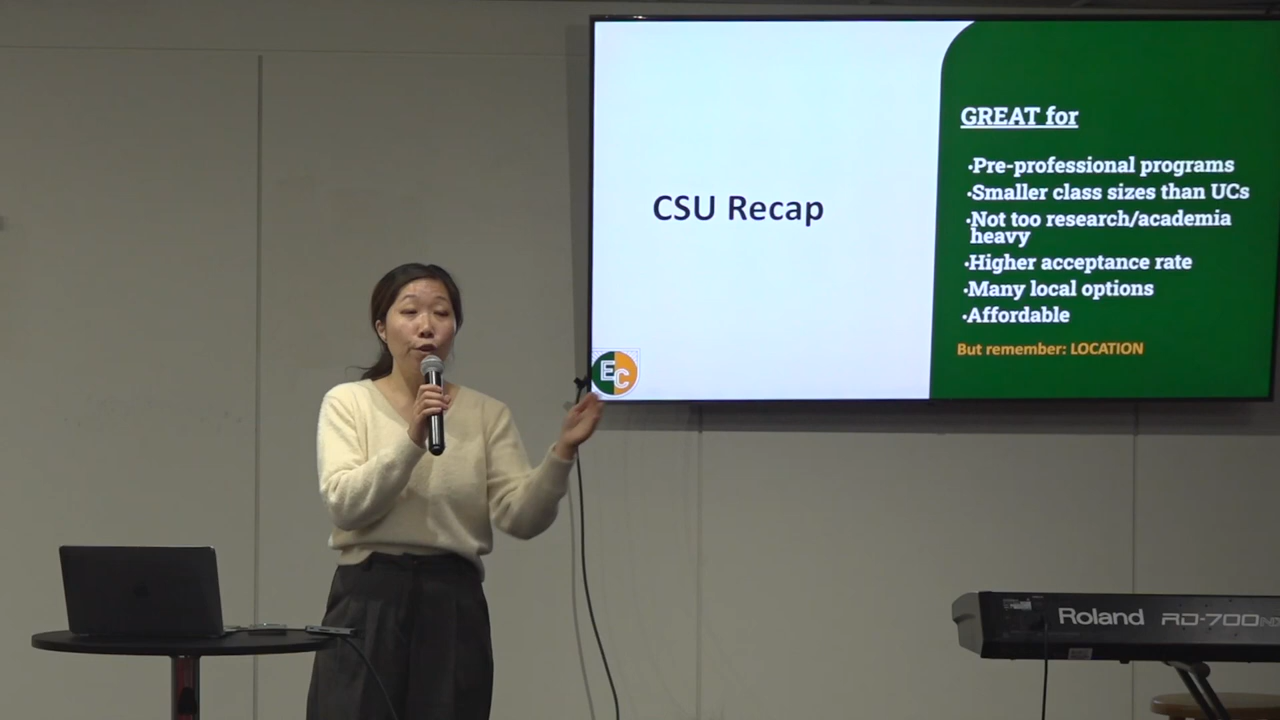 GREAT for
•Pre-professional programs
•Smaller class sizes than UCs
•Not too research/academia
heavy
•Higher acceptance rate
•Many local options
•Affordable
But remember: LOCATION
CSU Recap
EC
Roland RD-700NX